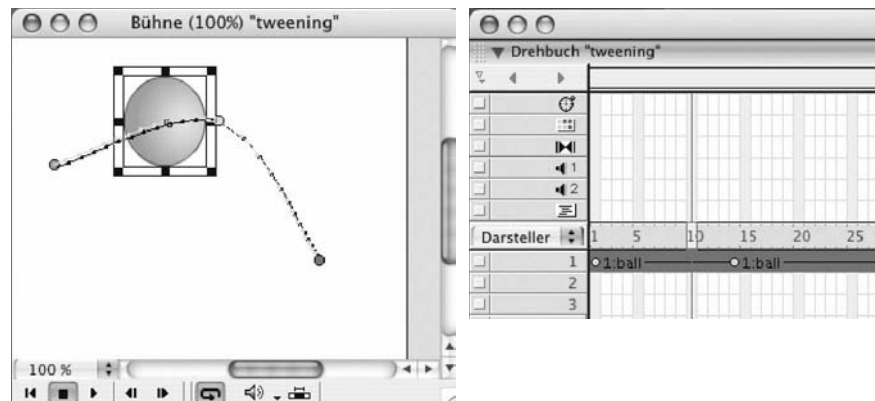 Bühne (100%) "tweening"
100 %
Drehbuch "tweening"
1
2
Darsteller 1 5 10 15 20 25
1 1:ball 1:ball
2
3